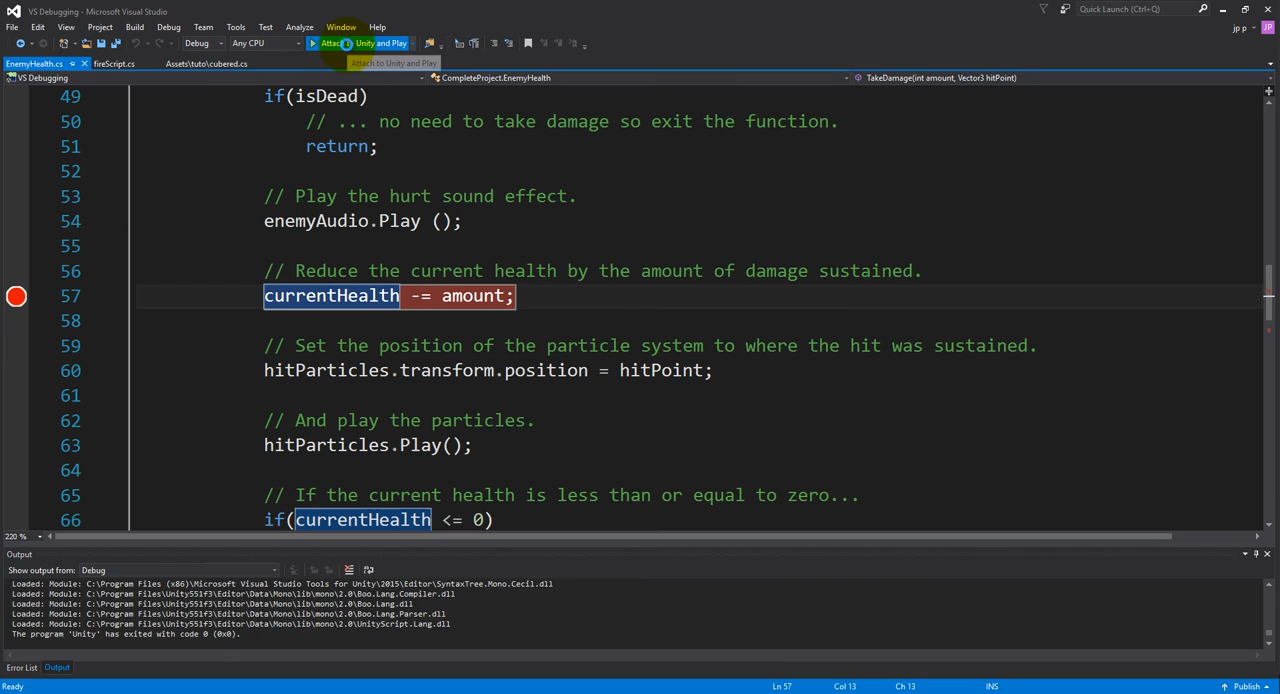 VS Debugging - Microsoft Visual Studio
Quick Launch (Ctrl+Q)
File Edit View Project Build Debug Team Tools Test Analyze Window Help
jp p JP
Debug Any CPU Attach to Unity and Play
EnemyHealth.cs fireScript.cs Assets\tuto\cubered.cs
Attach to Unity and Play
VS Debugging CompleteProject.EnemyHealth TakeDamage(int amount, Vector3 hitPoint)
49 if(isDead)
50 // ... no need to take damage so exit the function.
51 return;
52
53 // Play the hurt sound effect.
54 enemyAudio.Play ();
55
56 // Reduce the current health by the amount of damage sustained.
57 currentHealth -= amount;
58
59 // Set the position of the particle system to where the hit was sustained.
60 hitParticles.transform.position = hitPoint;
61
62 // And play the particles.
63 hitParticles.Play();
64
65 // If the current health is less than or equal to zero...
66 if(currentHealth <= 0)
220 %
Output
Show output from: Debug
Loaded: Module: C:\Program Files (x86)\Microsoft Visual Studio Tools for Unity\2015\Editor\SyntaxTree.Mono.Cecil.dll
Loaded: Module: C:\Program Files\Unity551f3\Editor\Data\Mono\lib\mono\2.0\Boo.Lang.Compiler.dll
Loaded: Module: C:\Program Files\Unity551f3\Editor\Data\Mono\lib\mono\2.0\Boo.Lang.dll
Loaded: Module: C:\Program Files\Unity551f3\Editor\Data\Mono\lib\mono\2.0\Boo.Lang.Parser.dll
Loaded: Module: C:\Program Files\Unity551f3\Editor\Data\Mono\lib\mono\2.0\UnityScript.Lang.dll
The program 'Unity' has exited with code 0 (0x0).
Error List Output
Ready Ln 57 Col 13 Ch 13 INS Publish